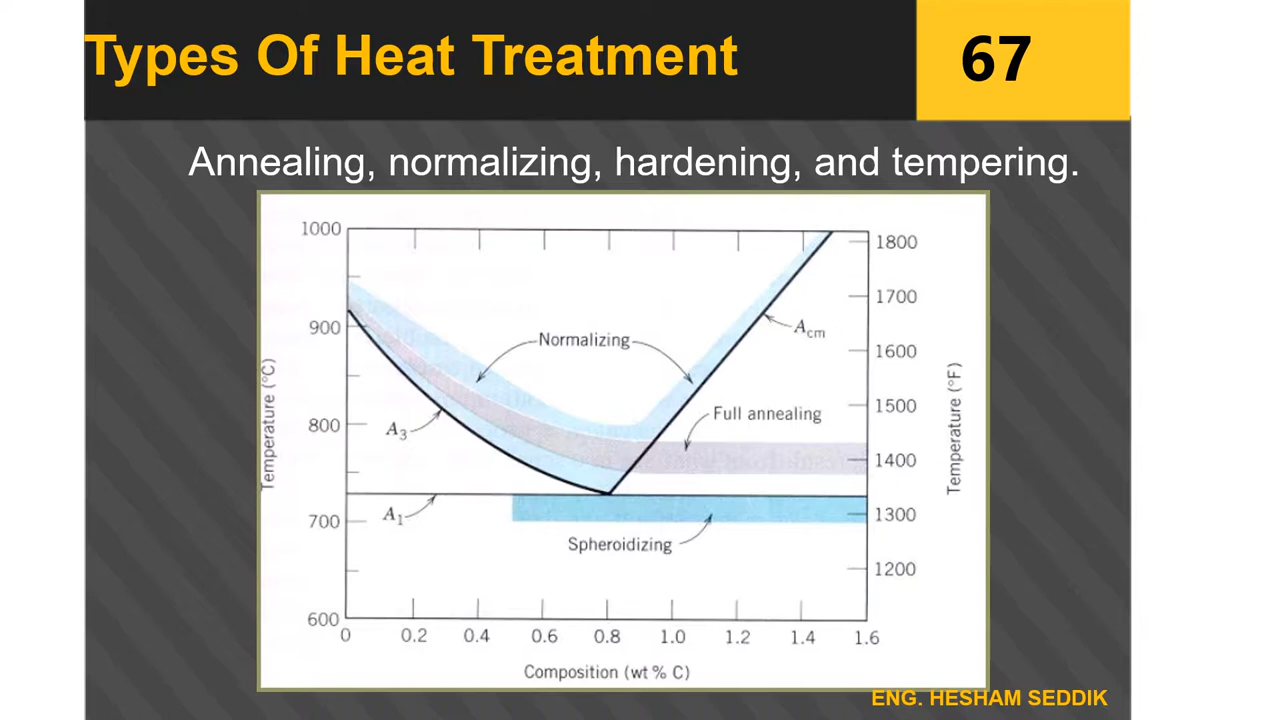 Types Of Heat Treatment
67
Annealing, normalizing, hardening, and tempering.
1000
900
800
700
600
Temperature (°C)
1800
1700
1600
1500
1400
1300
1200
Temperature (°F)
Normalizing
A₃
A₁
Acm
Full annealing
Spheroidizing
0 0.2 0.4 0.6 0.8 1.0 1.2 1.4 1.6
Composition (wt % C)
ENG. HESHAM SEDDIK